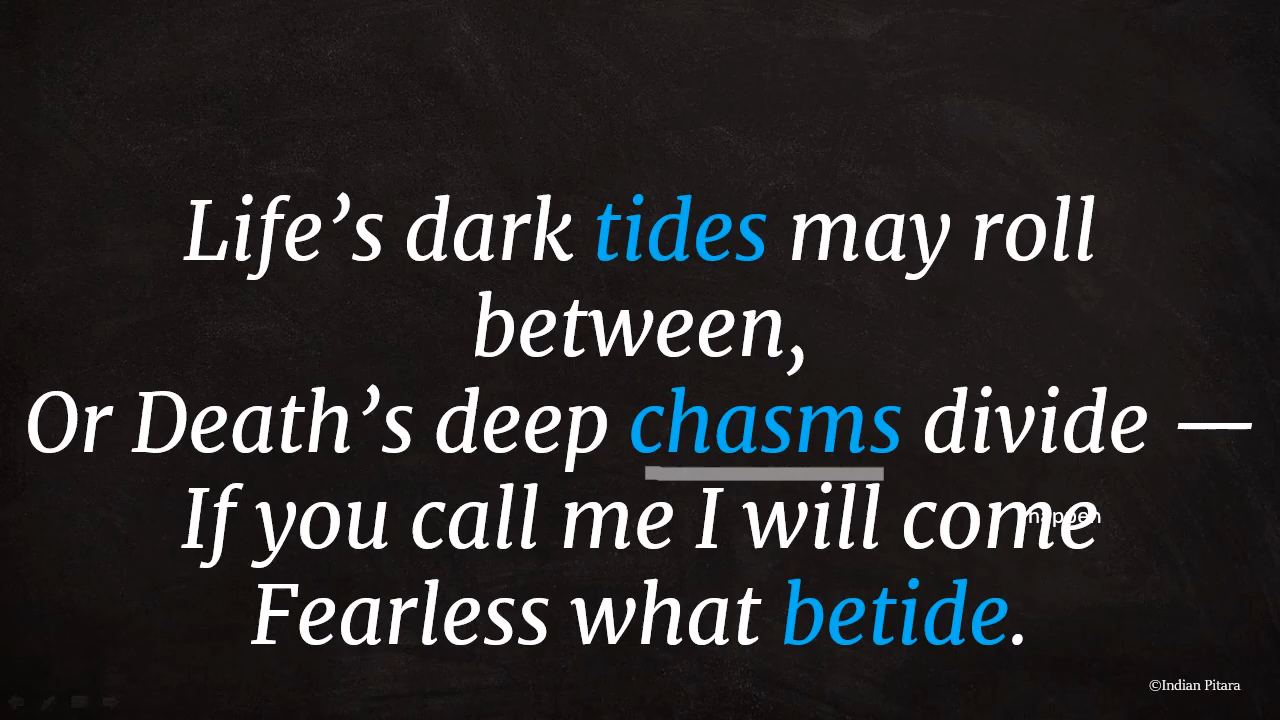 Life’s dark tides may roll
between,
Or Death’s deep chasms divide —
If you call me I will come
happen
Fearless what betide.
©Indian Pitara